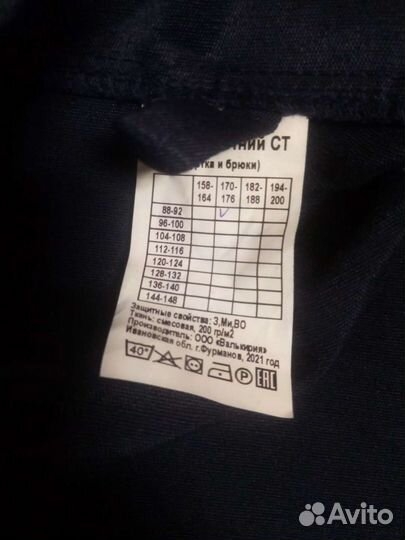 ний СТ
тка и брюки)
158-164 170-176 182-188 194-200
88-92
96-100
104-108
112-116
120-124
128-132
136-140
144-148
Защитные свойства: З,Ми,ВО
Ткань: смесовая, 200 гр/м2
Производитель: ООО «Валькирия»
Ивановская обл. г.Фурманов, 2021 год
40° P EAC
Avito